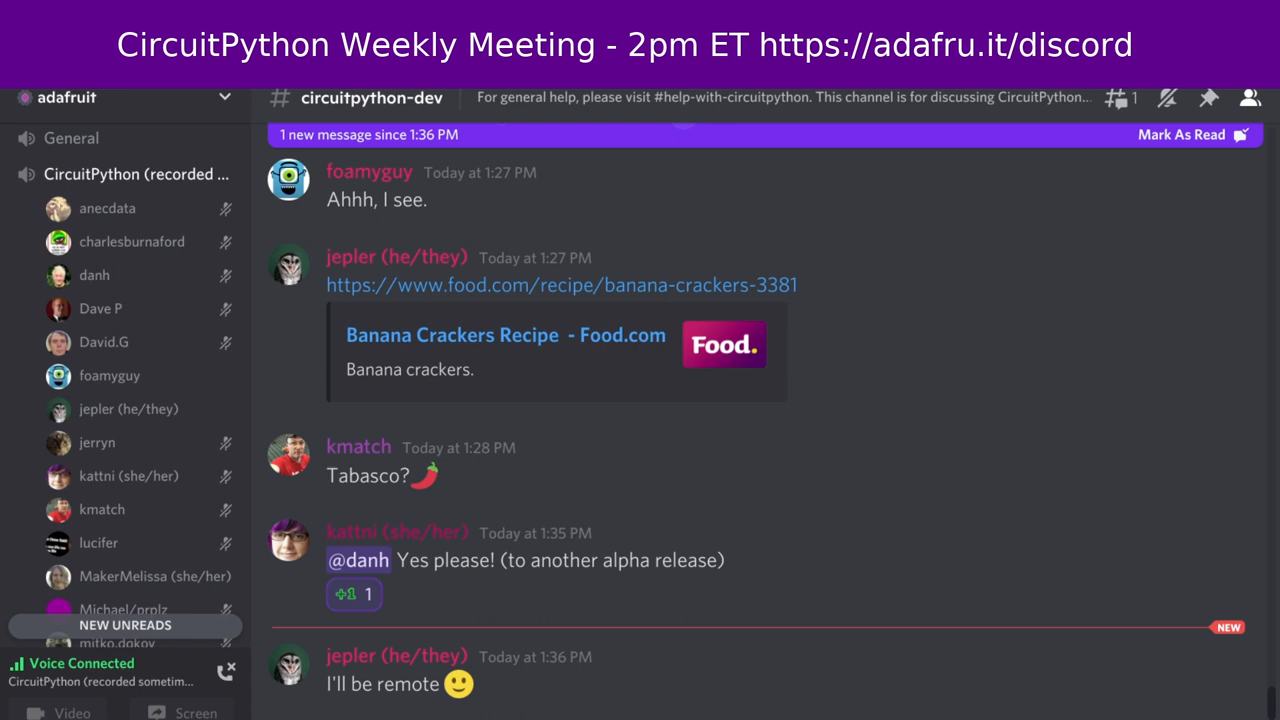 CircuitPython Weekly Meeting - 2pm ET https://adafru.it/discord
adafruit
# circuitpython-dev
For general help, please visit #help-with-circuitpython. This channel is for discussing CircuitPython...
1
General
CircuitPython (recorded ...
anecdata
charlesburnaford
danh
Dave P
David.G
foamyguy
jepler (he/they)
jerryn
kattni (she/her)
kmatch
lucifer
MakerMelissa (she/her)
Michael/prplz
NEW UNREADS
mitko.dgkov
Voice Connected
CircuitPython (recorded sometim...
Video
Screen
1 new message since 1:36 PM
Mark As Read
foamyguy Today at 1:27 PM
Ahhh, I see.
jepler (he/they) Today at 1:27 PM
https://www.food.com/recipe/banana-crackers-3381
Banana Crackers Recipe - Food.com
Food.
Banana crackers.
kmatch Today at 1:28 PM
Tabasco?🌶️
kattni (she/her) Today at 1:35 PM
@danh Yes please! (to another alpha release)
+1 1
NEW
jepler (he/they) Today at 1:36 PM
I'll be remote 🙂